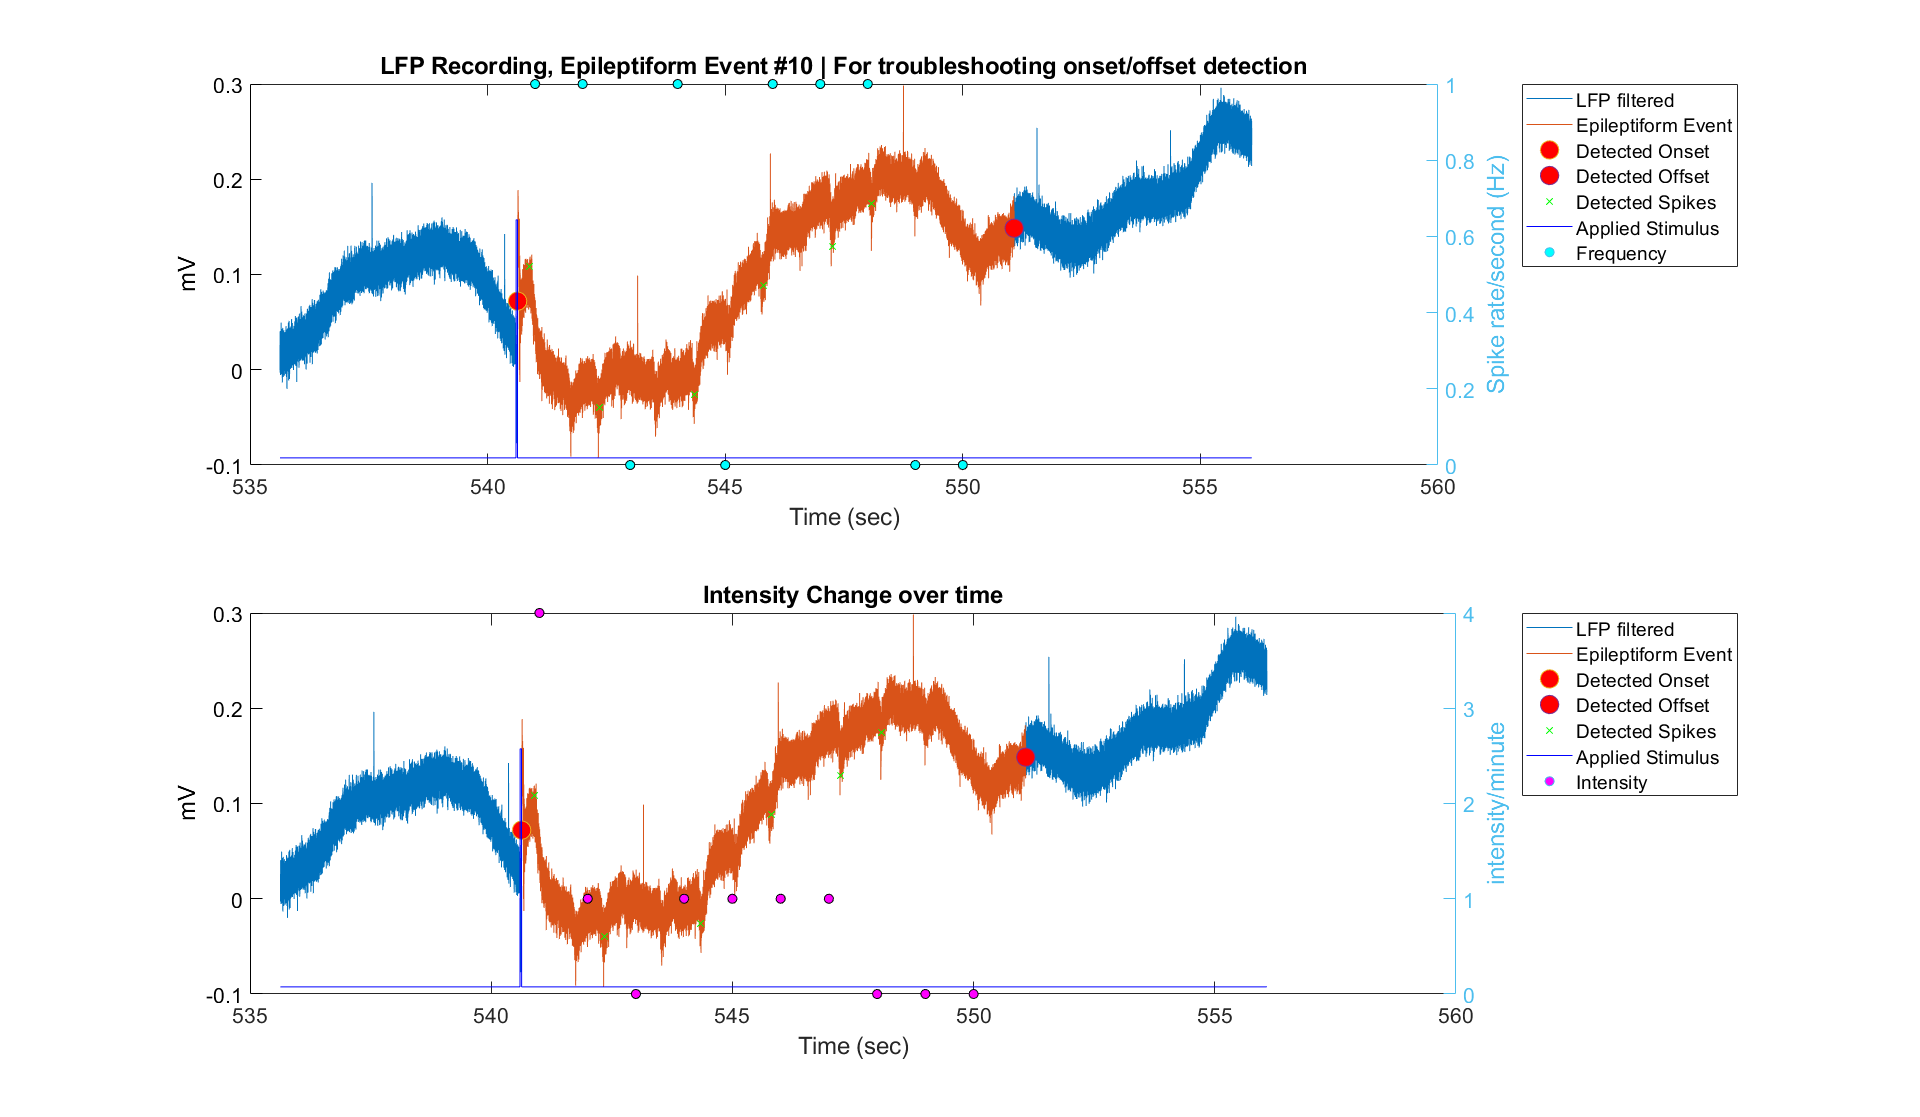 LFP Recording, Epileptiform Event #10 | For troubleshooting onset/offset detection
0.3
0.2
0.1
0
-0.1
mV
535
540
545
550
555
560
Time (sec)
1
0.8
0.6
0.4
0.2
0
Spike rate/second (Hz)
LFP filtered
Epileptiform Event
Detected Onset
Detected Offset
Detected Spikes
Applied Stimulus
Frequency
Intensity Change over time
0.3
0.2
0.1
0
-0.1
mV
535
540
545
550
555
560
Time (sec)
4
3
2
1
0
intensity/minute
LFP filtered
Epileptiform Event
Detected Onset
Detected Offset
Detected Spikes
Applied Stimulus
Intensity